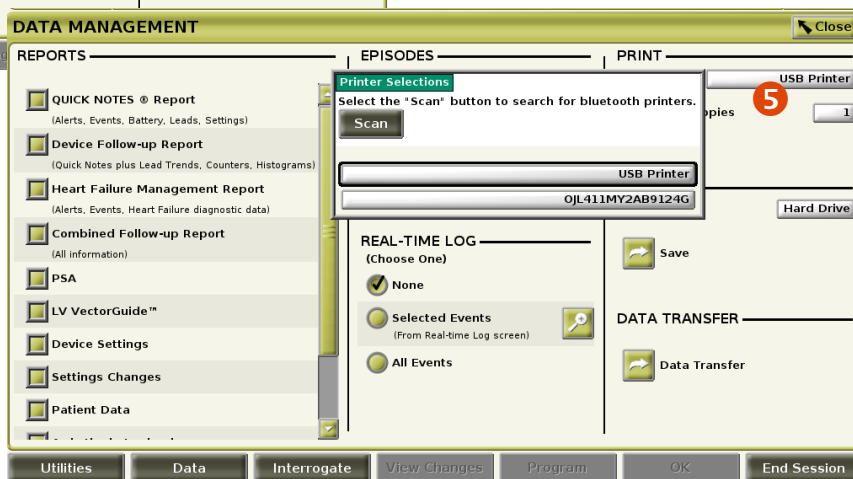 DATA MANAGEMENT
Close
REPORTS
QUICK NOTES ® Report
(Alerts, Events, Battery, Leads, Settings)
Device Follow-up Report
(Quick Notes plus Lead Trends, Counters, Histograms)
Heart Failure Management Report
(Alerts, Events, Heart Failure diagnostic data)
Combined Follow-up Report
(All information)
PSA
LV VectorGuide™
Device Settings
Settings Changes
Patient Data
EPISODES
Printer Selections
Select the "Scan" button to search for bluetooth printers.
Scan
USB Printer
OJL411MY2AB9124G
REAL-TIME LOG
(Choose One)
None
Selected Events
(From Real-time Log screen)
All Events
PRINT
USB Printer
5
pies 1
Hard Drive
Save
DATA TRANSFER
Data Transfer
Utilities Data Interrogate View Changes Program OK End Session